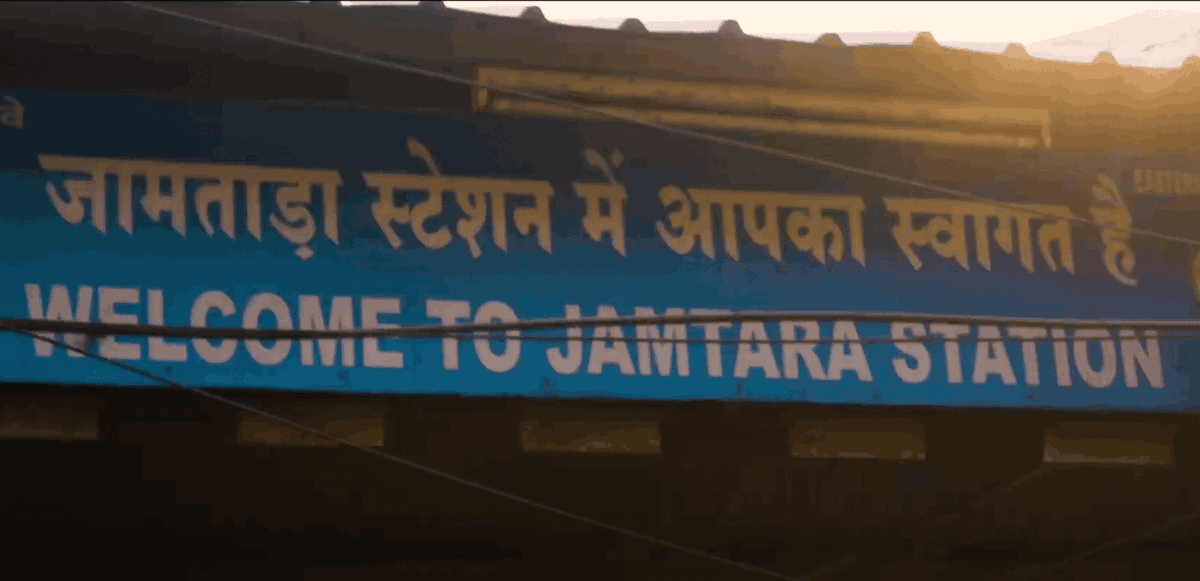 जामताड़ा स्टेशन में आपका स्वागत है
WELCOME TO JAMTARA STATION